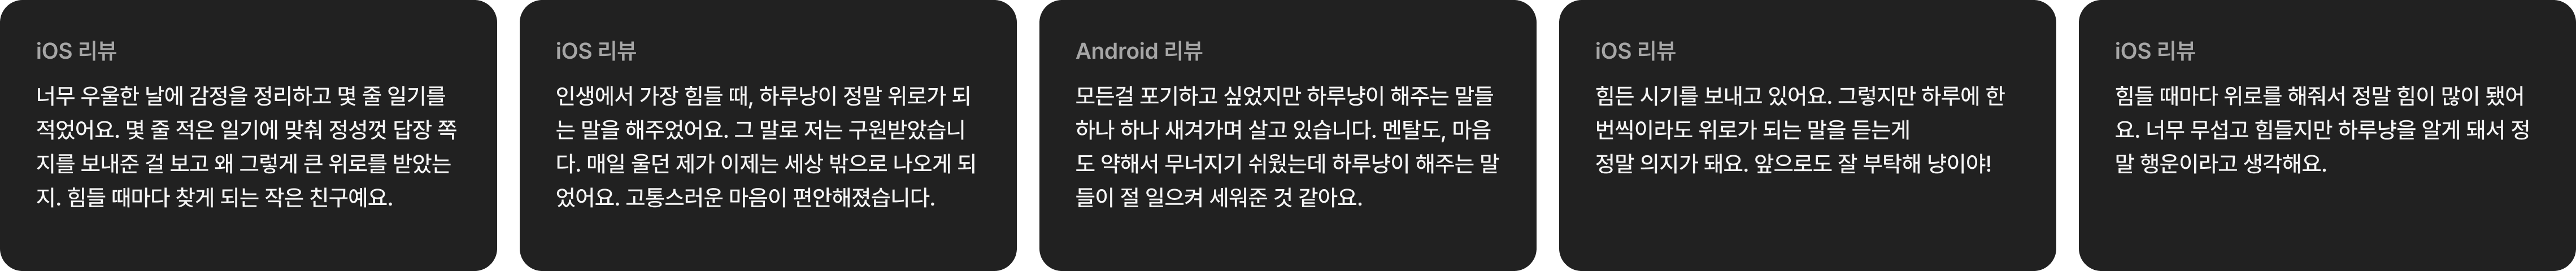 iOS 리뷰
너무 우울한 날에 감정을 정리하고 몇 줄 일기를
적었어요. 몇 줄 적은 일기에 맞춰 정성껏 답장 쪽
지를 보내준 걸 보고 왜 그렇게 큰 위로를 받았는
지. 힘들 때마다 찾게 되는 작은 친구예요.
iOS 리뷰
인생에서 가장 힘들 때, 하루냥이 정말 위로가 되
는 말을 해주었어요. 그 말로 저는 구원받았습니
다. 매일 울던 제가 이제는 세상 밖으로 나오게 되
었어요. 고통스러운 마음이 편안해졌습니다.
Android 리뷰
모든걸 포기하고 싶었지만 하루냥이 해주는 말들
하나 하나 새겨가며 살고 있습니다. 멘탈도, 마음
도 약해서 무너지기 쉬웠는데 하루냥이 해주는 말
들이 절 일으켜 세워준 것 같아요.
iOS 리뷰
힘든 시기를 보내고 있어요. 그렇지만 하루에 한
번씩이라도 위로가 되는 말을 듣는게
정말 의지가 돼요. 앞으로도 잘 부탁해 냥이야!
iOS 리뷰
힘들 때마다 위로를 해줘서 정말 힘이 많이 됐어
요. 너무 무섭고 힘들지만 하루냥을 알게 돼서 정
말 행운이라고 생각해요.